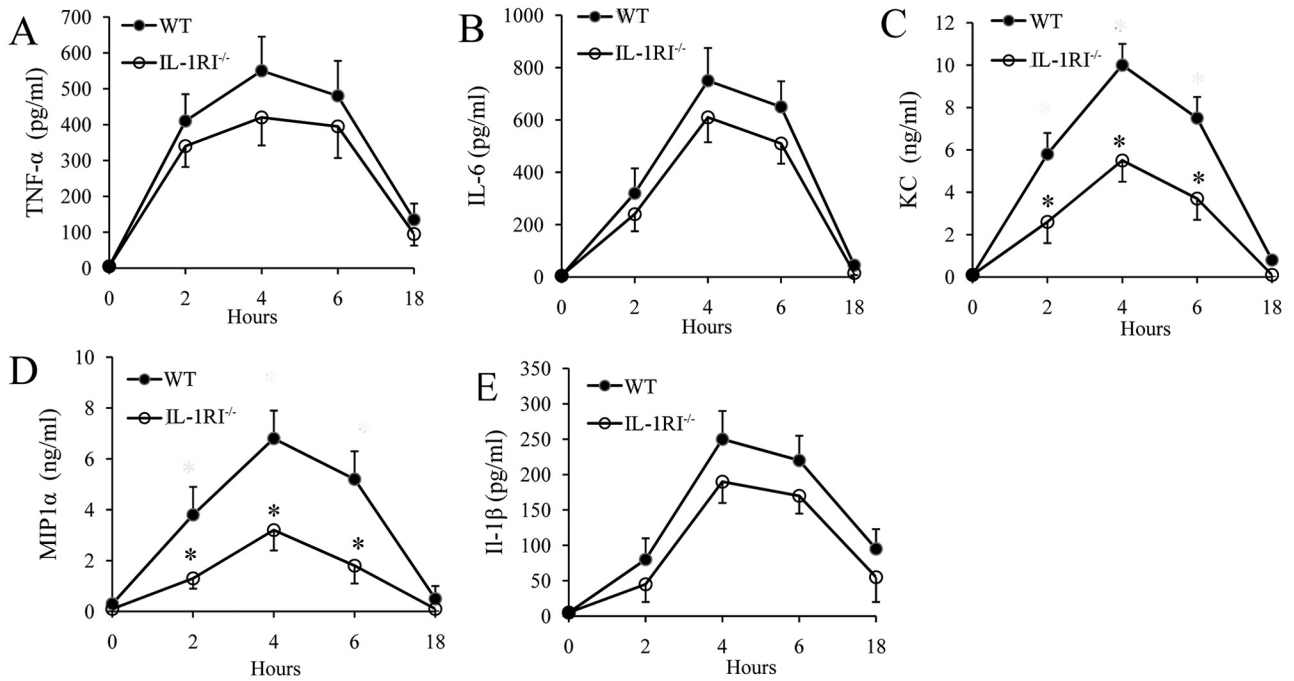 A
TNF-α (pg/ml)
700
600
500
400
300
200
100
0
WT
IL-1RI-/-
0 2 4 6 18
Hours
B
IL-6 (pg/ml)
1000
800
600
400
200
0
WT
IL-1RI-/-
0 2 4 6 18
Hours
C
KC (ng/ml)
12
10
8
6
4
2
0
WT
IL-1RI-/-
* * *
* * *
0 2 4 6 18
Hours
D
MIP1α (ng/ml)
10
8
6
4
2
0
WT
IL-1RI-/-
* * *
* * *
0 2 4 6 18
Hours
E
Il-1β (pg/ml)
350
300
250
200
150
100
50
0
WT
IL-1RI-/-
0 2 4 6 18
Hours